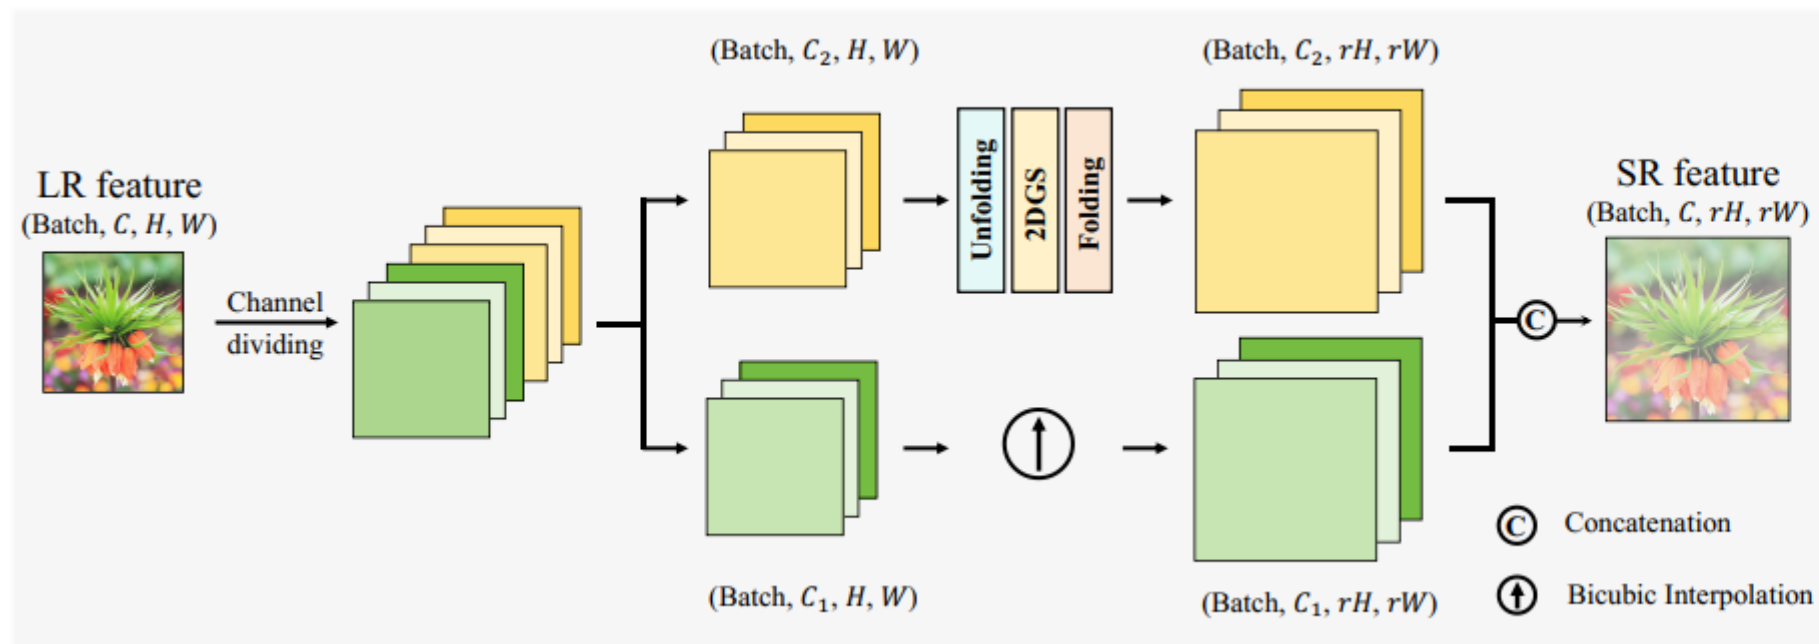 (Batch, C₂, H, W)
(Batch, C₂, rH, rW)
LR feature
(Batch, C, H, W)
Channel
dividing
Unfolding
2DGS
Folding
SR feature
(Batch, C, rH, rW)
C
(Batch, C₁, H, W)
(Batch, C₁, rH, rW)
C Concatenation
Bicubic Interpolation